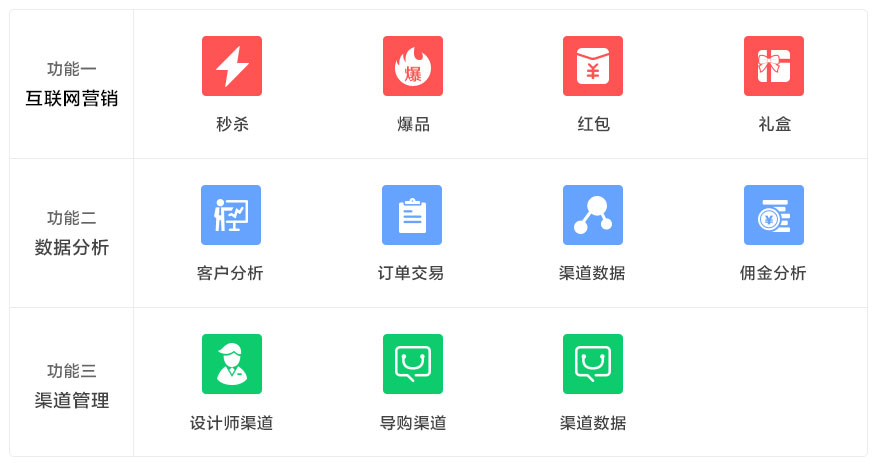 功能一
互联网营销
爆
秒杀
爆品
红包
礼盒
功能二
数据分析
客户分析
订单交易
渠道数据
佣金分析
功能三
渠道管理
设计师渠道
导购渠道
渠道数据